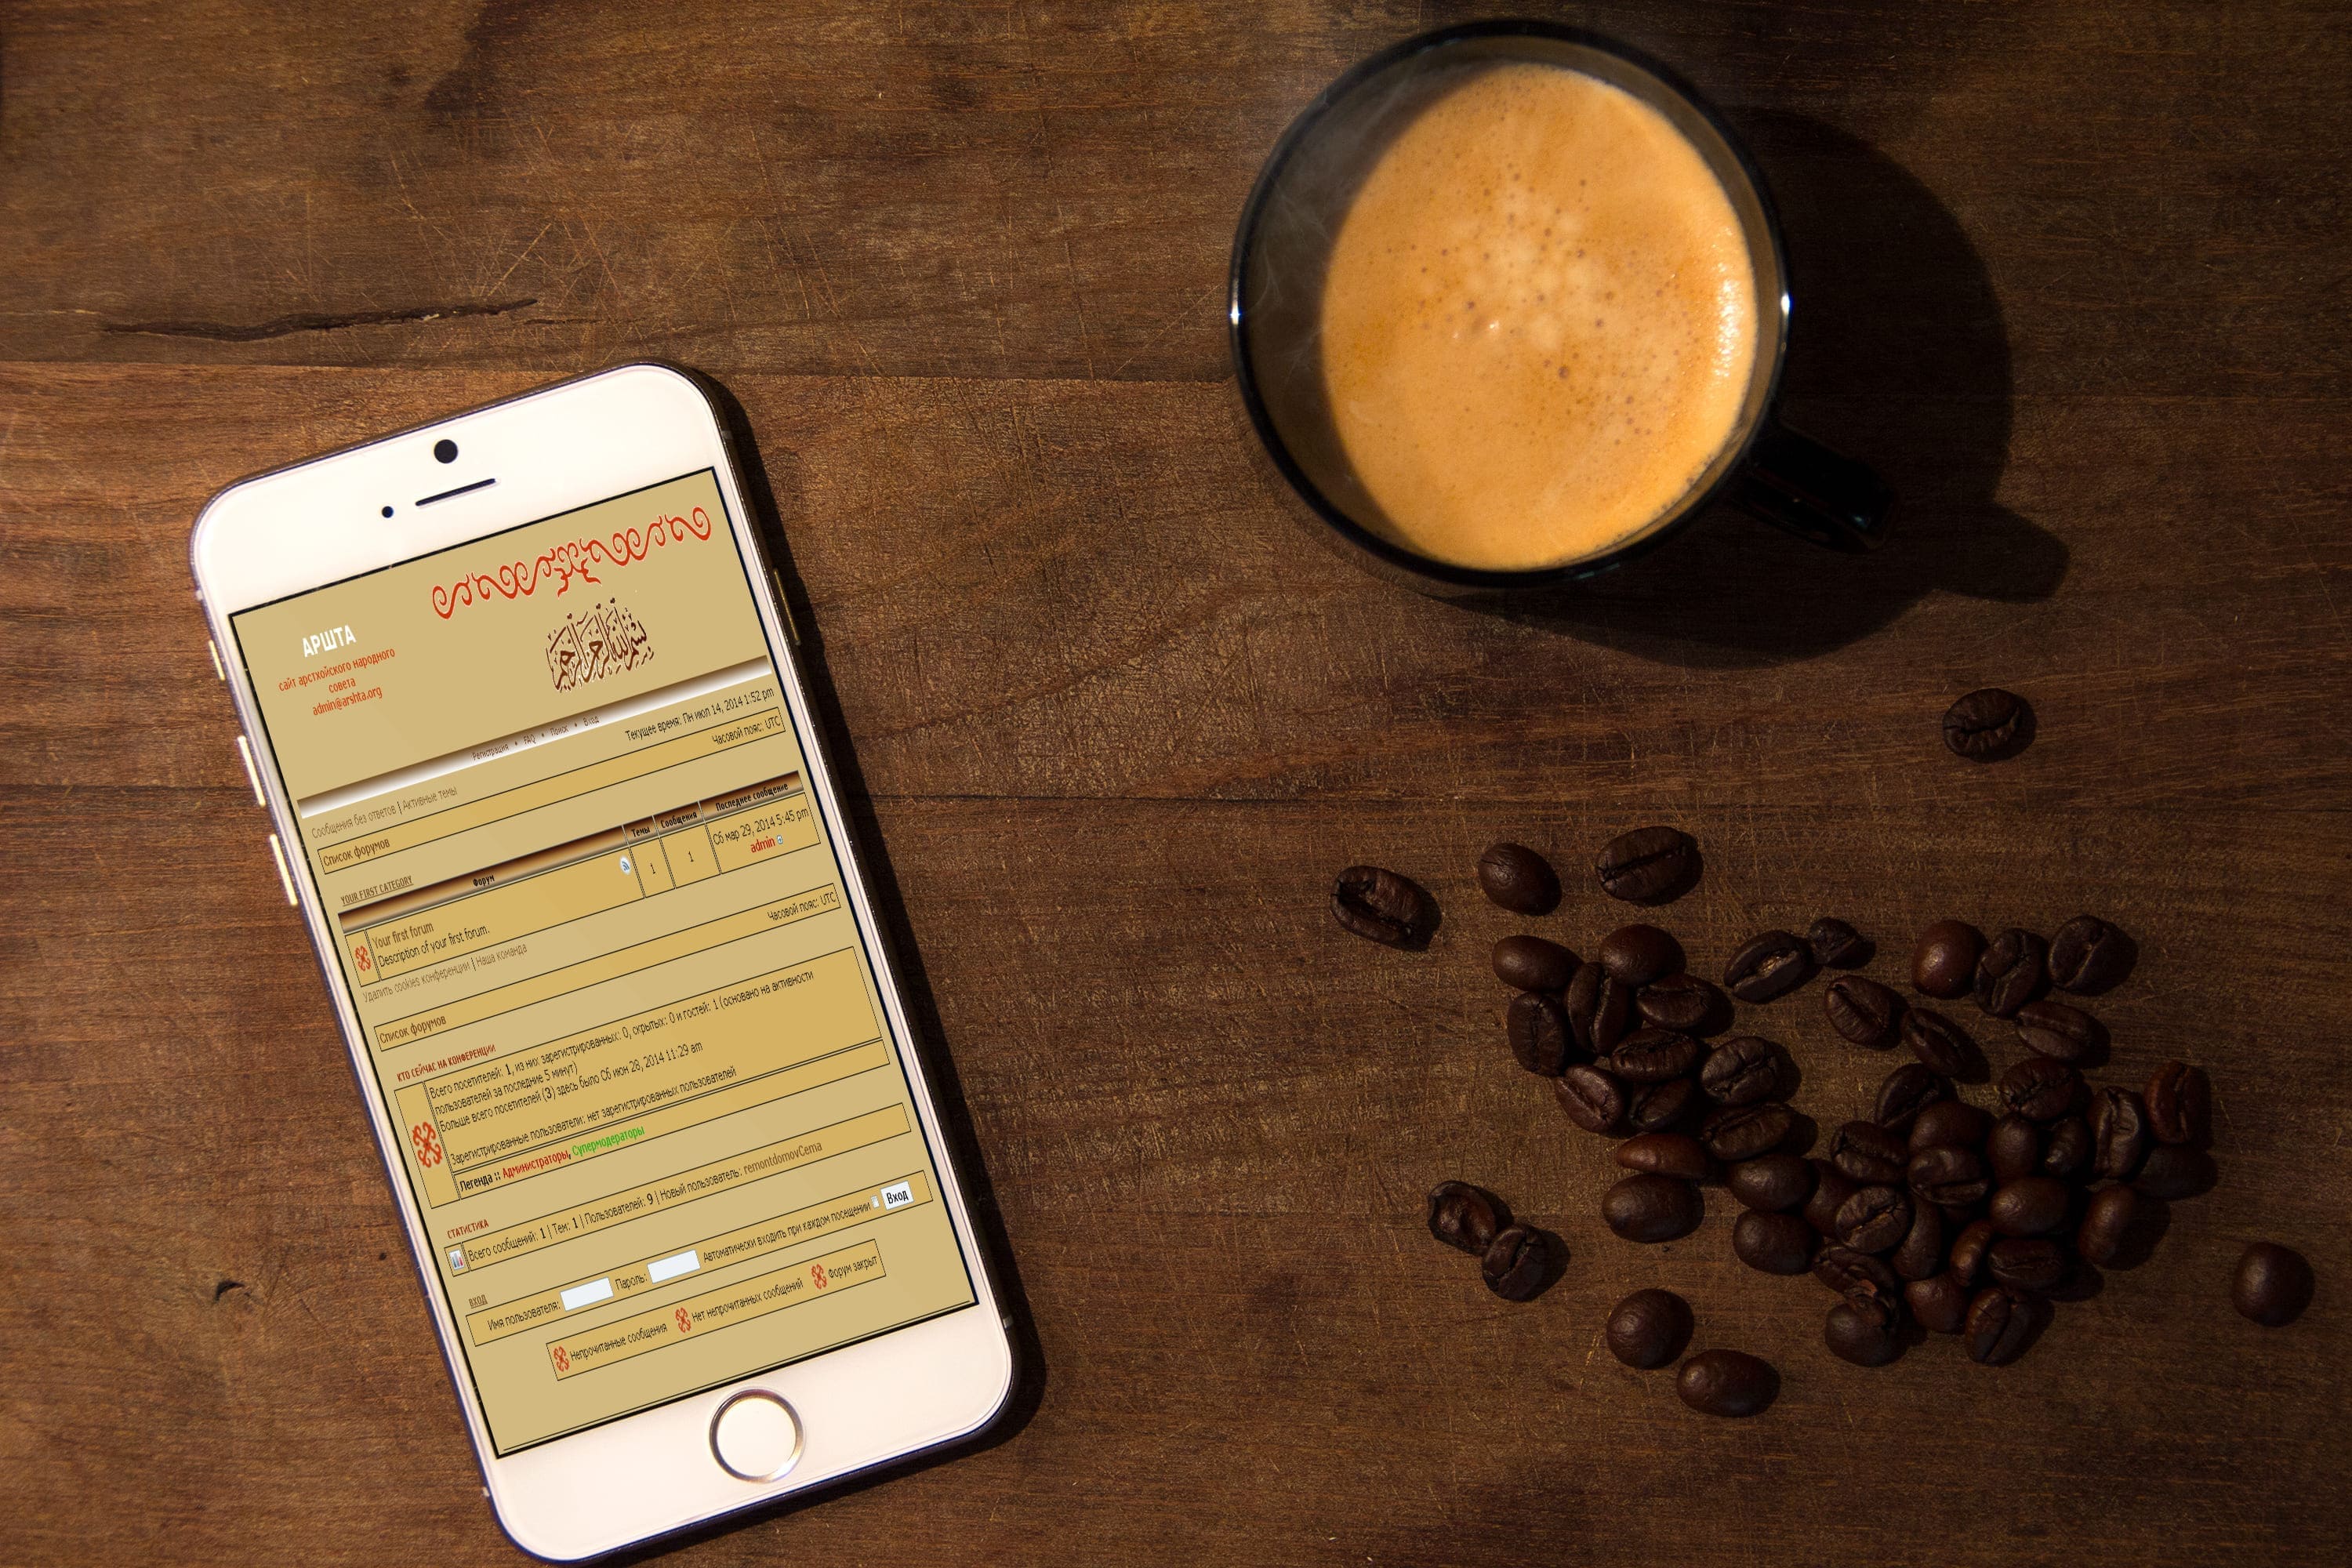 АРШТА
сайт арстхойского народного
совета
admin@arshta.org
بسم الله الرحمن الرحيم
Регистрация • FAQ • Поиск • Вход
Текущее время: Пн июл 14, 2014 1:52 pm
Сообщения без ответов | Активные темы
Список форумов Часовой пояс: UTC
YOUR FIRST CATEGORY
Форум Темы Сообщения Последнее сообщение
Your first forum
Description of your first forum.
1 1 Сб мар 29, 2014 5:45 pm
admin
Удалить cookies конференции | Наша команда
Список форумов Часовой пояс: UTC
КТО СЕЙЧАС НА КОНФЕРЕНЦИИ
Всего посетителей: 1, из них зарегистрированных: 0, скрытых: 0 и гостей: 1 (основано на активности
пользователей за последние 5 минут)
Больше всего посетителей (3) здесь было Сб июн 28, 2014 11:29 am
Зарегистрированные пользователи: нет зарегистрированных пользователей
Легенда :: Администраторы, Супермодераторы
СТАТИСТИКА
Всего сообщений: 1 | Тем: 1 | Пользователей: 9 | Новый пользователь: remontdomovCema
ВХОД
Имя пользователя: Пароль: Автоматически входить при каждом посещении Вход
Непрочитанные сообщения Нет непрочитанных сообщений Форум закрыт